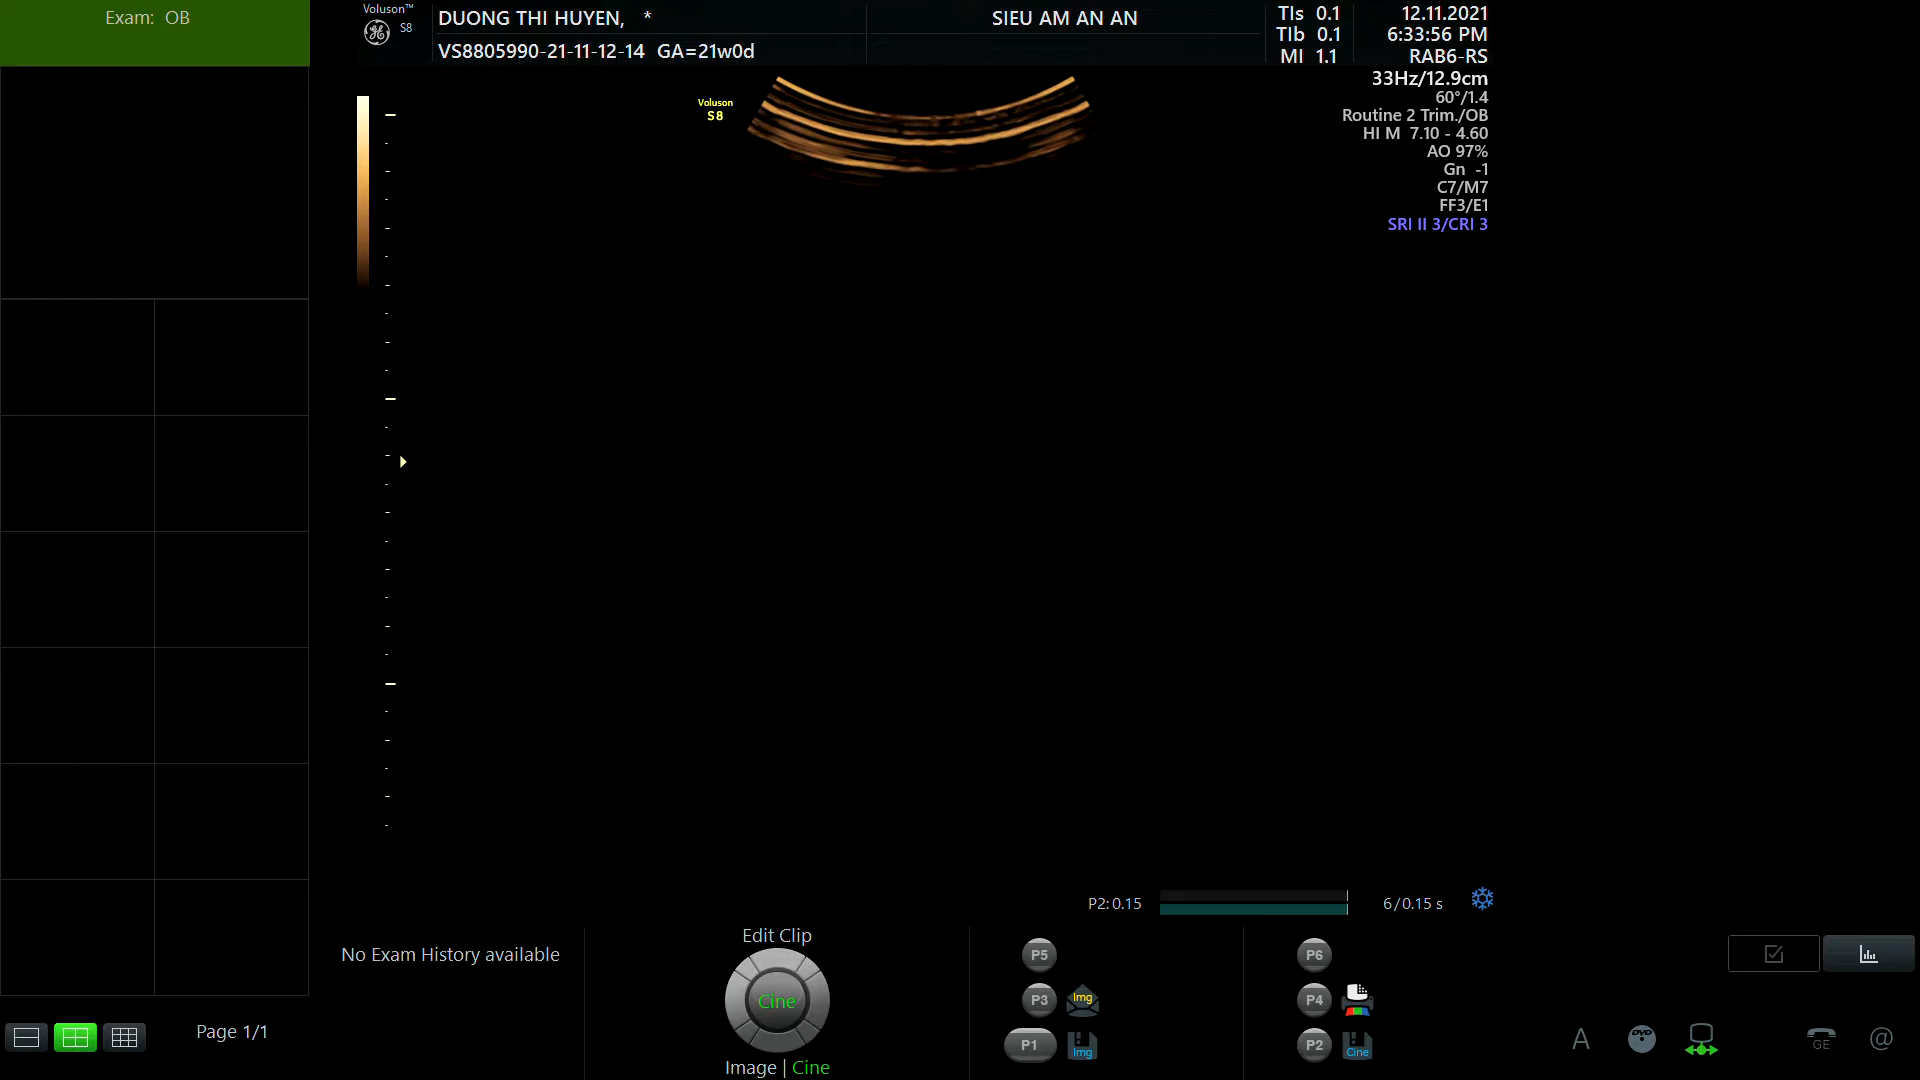 Exam: OB
Voluson™
S8
DUONG THI HUYEN, *
VS8805990-21-11-12-14 GA=21w0d
SIEU AM AN AN
TIs 0.1
TIb 0.1
MI 1.1
12.11.2021
6:33:56 PM
RAB6-RS
33Hz/12.9cm
60°/1.4
Routine 2 Trim./OB
HI M 7.10 - 4.60
AO 97%
Gn -1
C7/M7
FF3/E1
SRI II 3/CRI 3
Voluson
S8
P2: 0.15
6/0.15 s
No Exam History available
Edit Clip
Cine
Image | Cine
P5
P3 Img
P1 Img
P6
P4
P2 Cine
Page 1/1
A
DVD
GE
@